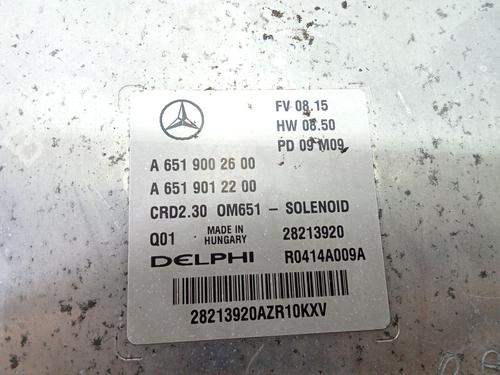 FV 08.15
HW 08.50
PD 09 M09
A 651 900 26 00
A 651 901 22 00
CRD2.30 OM651 – SOLENOID
Q01 MADE IN HUNGARY 28213920
DELPHI R0414A009A
28213920AZR10KXV